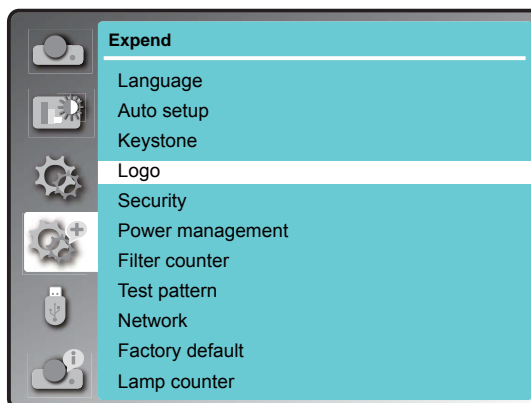 Expend
Language
Auto setup
Keystone
Logo
Security
Power management
Filter counter
Test pattern
Network
Factory default
Lamp counter